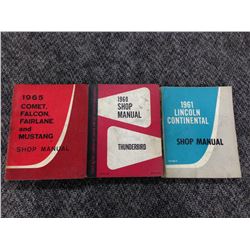 1965
COMET,
FALCON,
FAIRLANE
and
MUSTANG
SHOP MANUAL
1960
SHOP
MANUAL
THUNDERBIRD
1961
LINCOLN
CONTINENTAL
SHOP MANUAL